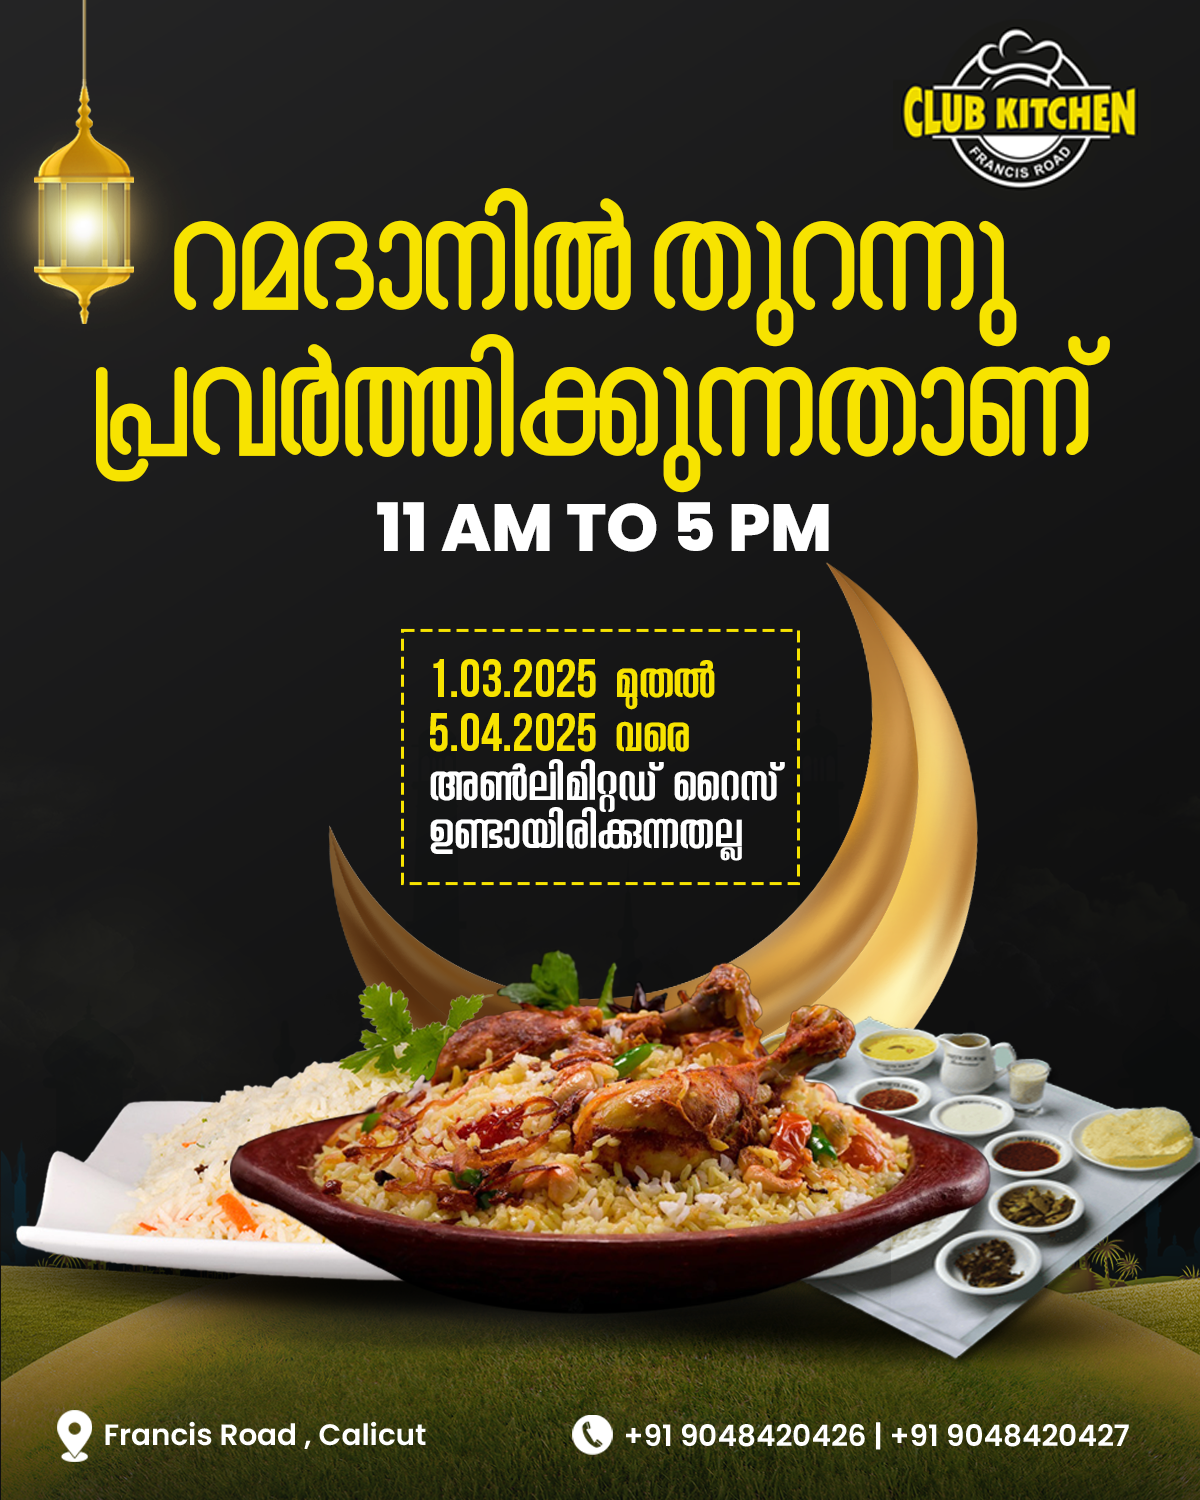 CLUB KITCHEN
FRANCIS ROAD
റമദാനിൽ തുറന്നു
പ്രവർത്തിക്കുന്നതാണ്
11 AM TO 5 PM
1.03.2025 മുതൽ
5.04.2025 വരെ
അൺലിമിറ്റഡ് റൈസ്
ഉണ്ടായിരിക്കുന്നതല്ല
Francis Road , Calicut
+91 9048420426 | +91 9048420427